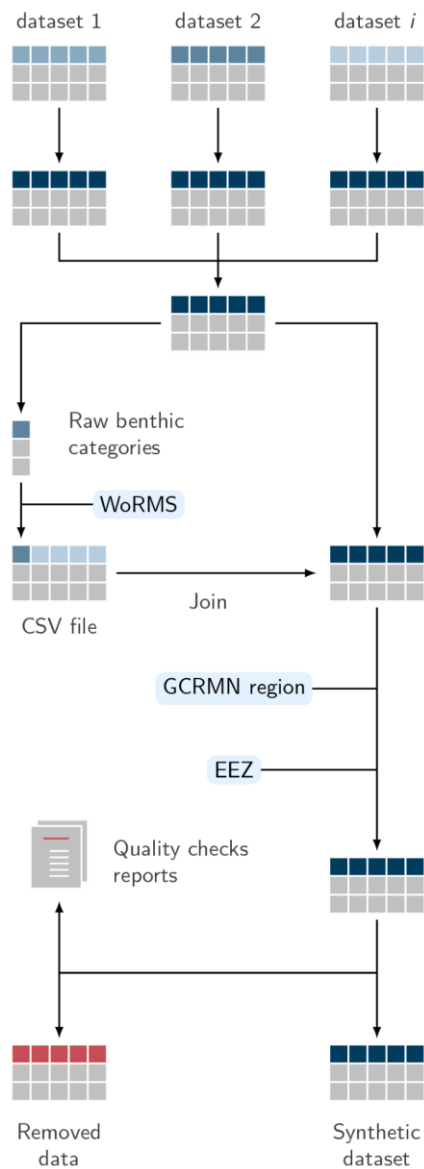 dataset 1
dataset 2
dataset i
Raw benthic
categories
WoRMS
CSV file
Join
GCRMN region
EEZ
Quality checks
reports
Removed
data
Synthetic
dataset